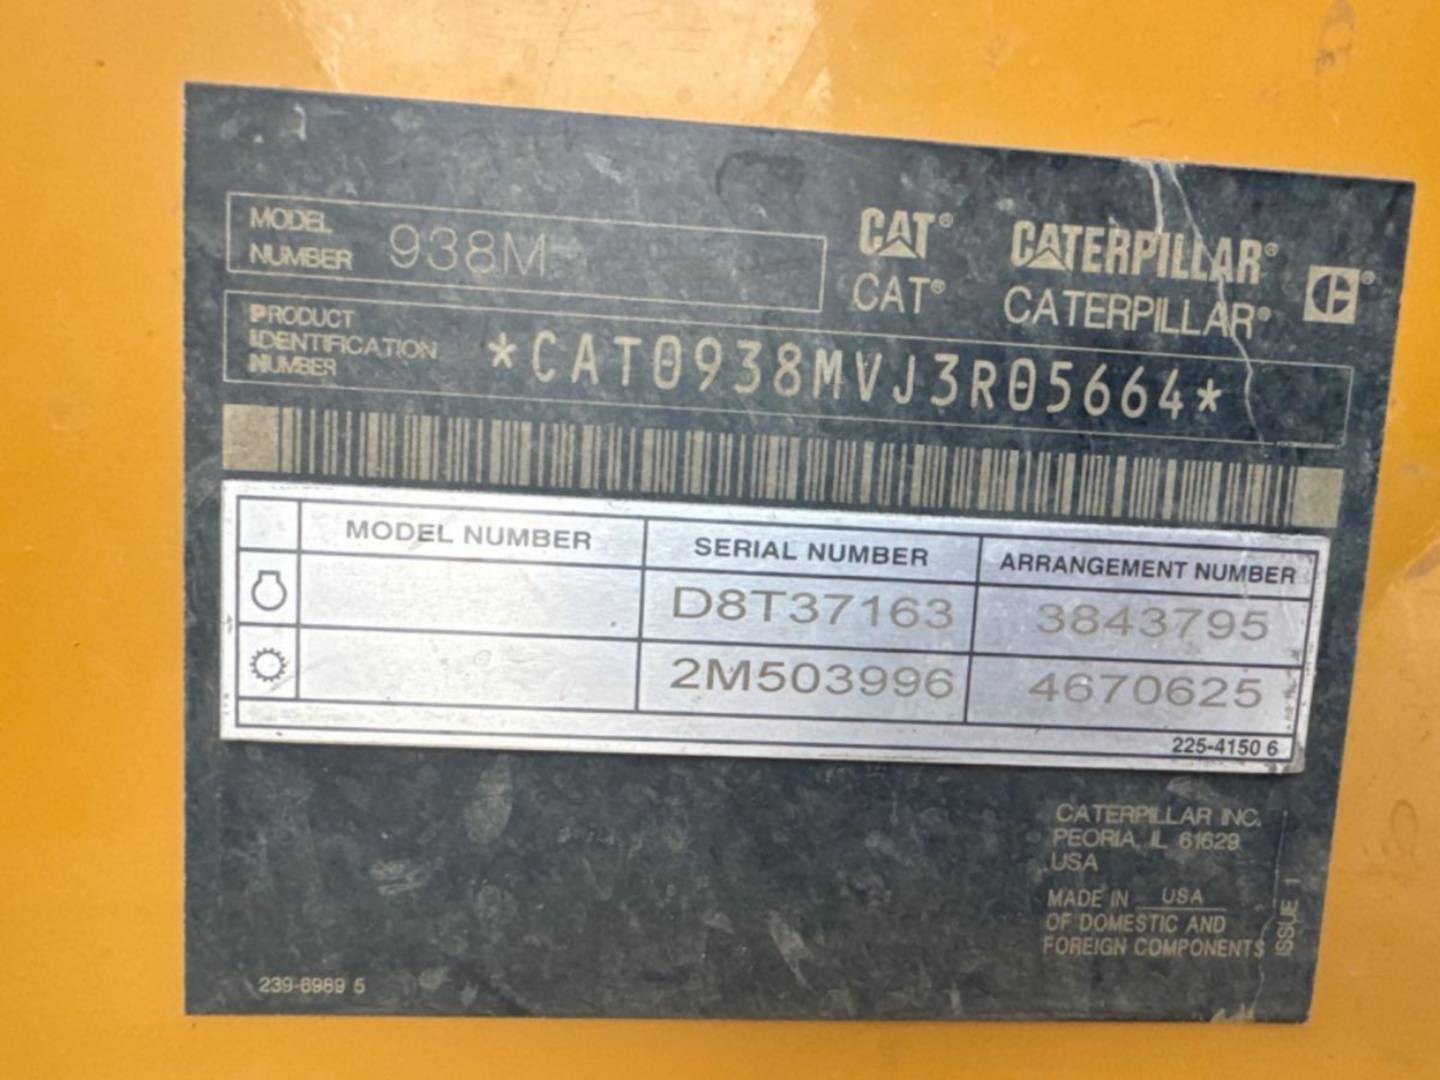 MODEL
NUMBER 938M
CAT® CATERPILLAR®
CAT® CATERPILLAR®
PRODUCT
IDENTIFICATION
NUMBER
*CAT0938MVJ3R05664*
MODEL NUMBER SERIAL NUMBER ARRANGEMENT NUMBER
D8T37163 3843795
2M503996 4670625
225-4150 6
CATERPILLAR INC.
PEORIA, IL 61629
USA
MADE IN USA
OF DOMESTIC AND
FOREIGN COMPONENTS
ISSUE 1
239-6989 5